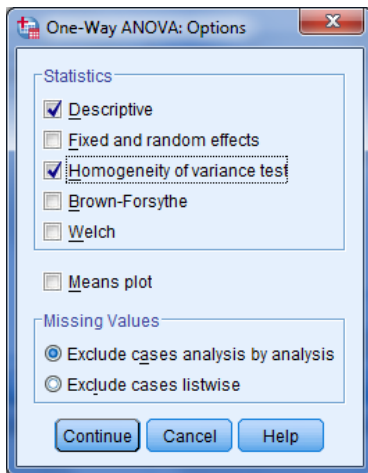 One-Way ANOVA: Options
Statistics
Descriptive
Fixed and random effects
Homogeneity of variance test
Brown-Forsythe
Welch
Means plot
Missing Values
Exclude cases analysis by analysis
Exclude cases listwise
Continue Cancel Help